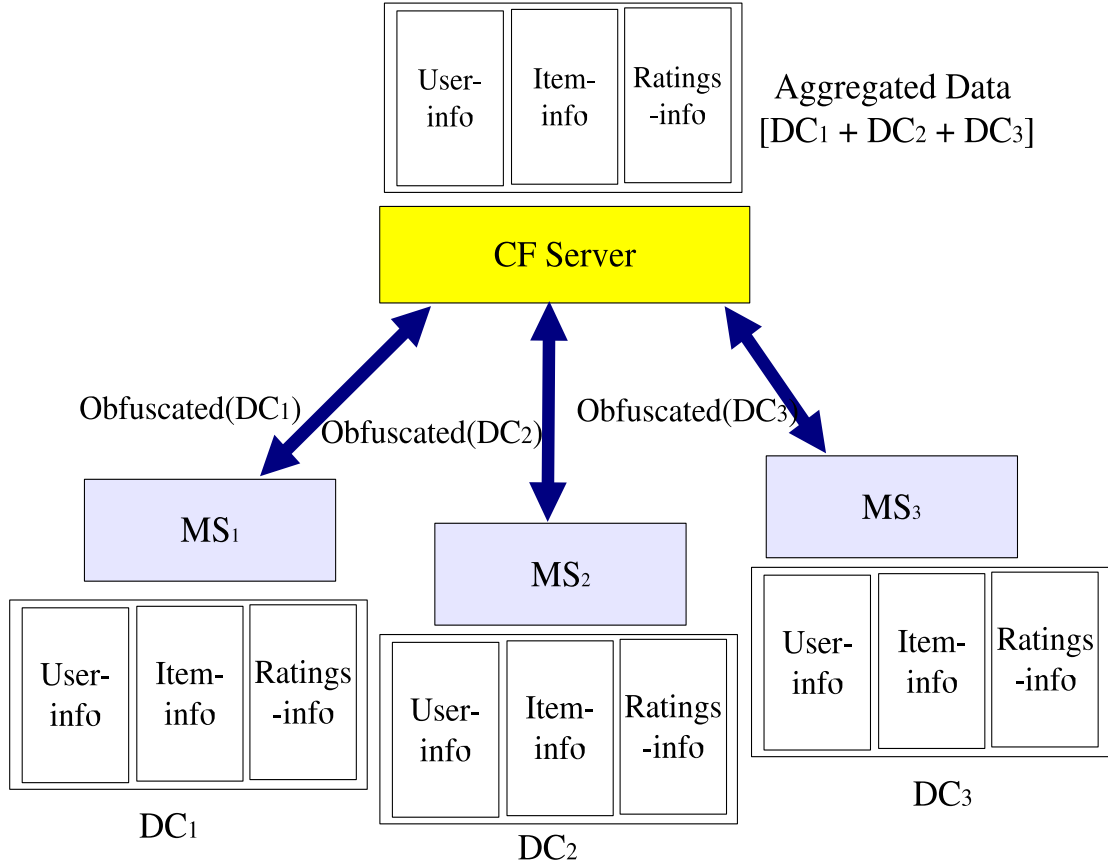 User-
info
Item-
info
Ratings
-info
Aggregated Data
[DC1 + DC2 + DC3]
CF Server
Obfuscated(DC1)
Obfuscated(DC2)
Obfuscated(DC3)
MS1
MS2
MS3
User-
info
Item-
info
Ratings
-info
DC1
User-
info
Item-
info
Ratings
-info
DC2
User-
info
Item-
info
Ratings
-info
DC3